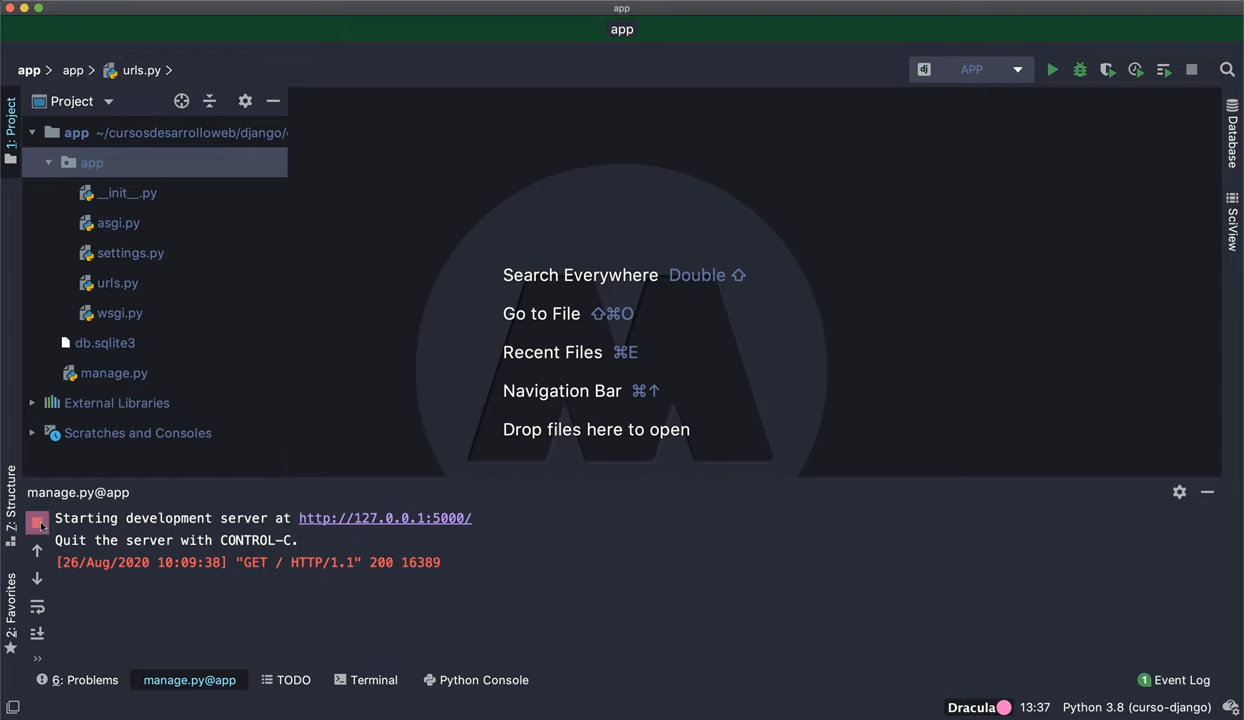 app
app
app
app
urls.py
dj
APP
1: Project
Project
app ~/cursosdesarrolloweb/django/
app
__init__.py
asgi.py
settings.py
urls.py
wsgi.py
db.sqlite3
manage.py
External Libraries
Scratches and Consoles
Search Everywhere Double ⇧
Go to File ⇧⌘O
Recent Files ⌘E
Navigation Bar ⌘↑
Drop files here to open
Database
SciView
7: Structure
2: Favorites
manage.py@app
Starting development server at http://127.0.0.1:5000/
Quit the server with CONTROL-C.
[26/Aug/2020 10:09:38] "GET / HTTP/1.1" 200 16389
6: Problems
manage.py@app
TODO
Terminal
Python Console
1 Event Log
Dracula
13:37
Python 3.8 (curso-django)